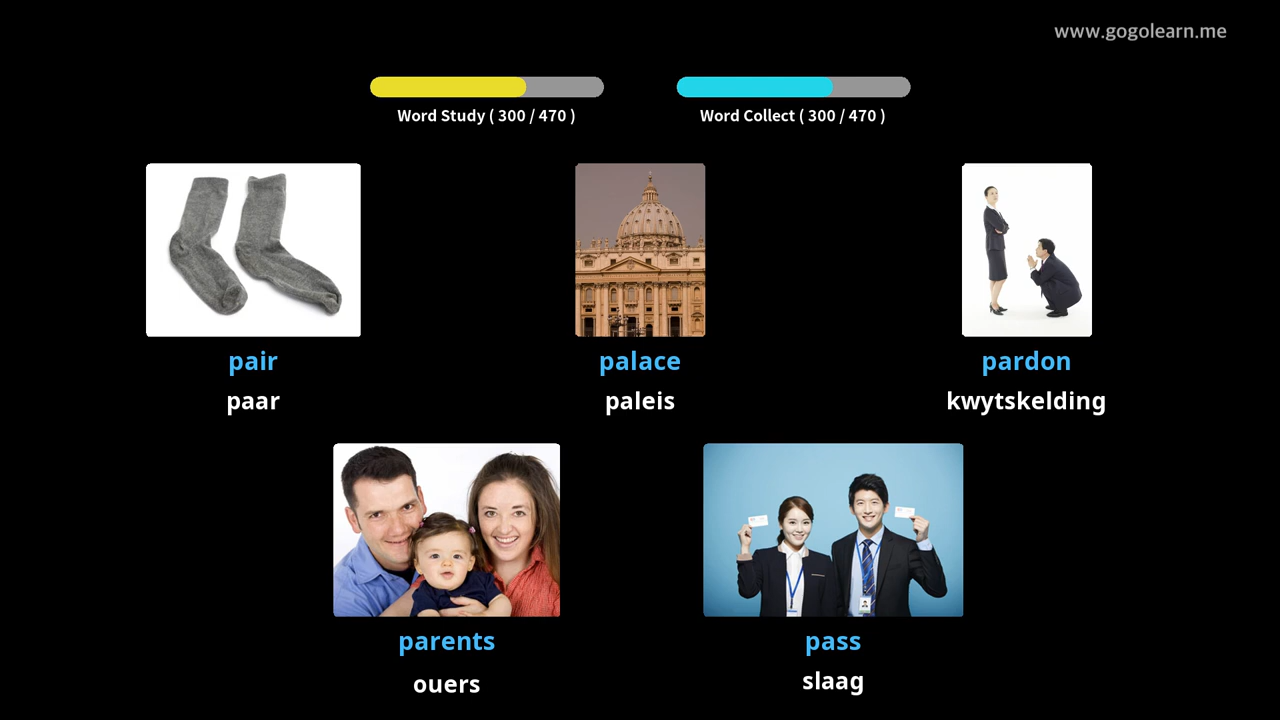 www.gogolearn.me
Word Study ( 300 / 470 )
Word Collect ( 300 / 470 )
pair
palace
pardon
paar
paleis
kwytskelding
parents
pass
ouers
slaag